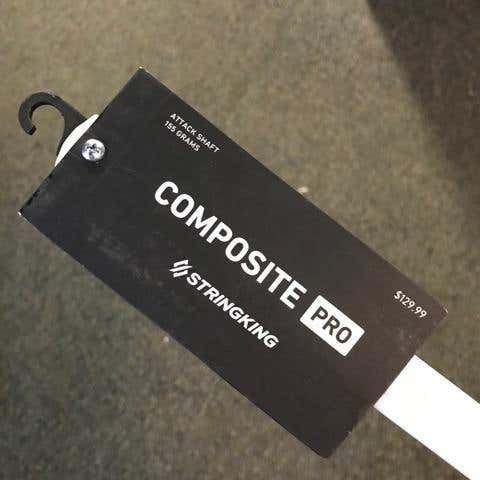 ATTACK SHAFT
155 GRAMS
COMPOSITE PRO
STRINGKING
$129.99